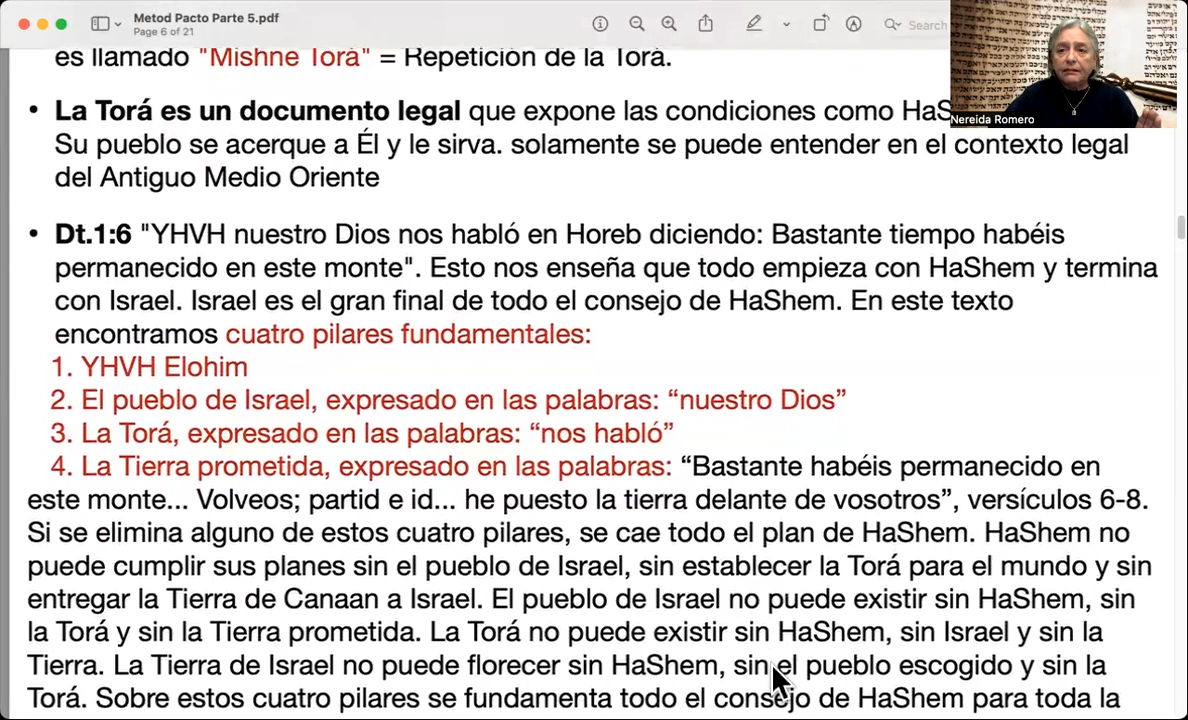 Metod Pacto Parte 5.pdf
Page 6 of 21
Search
Nereida Romero
es llamado "Mishne Torá" = Repetición de la Torá.
• La Torá es un documento legal que expone las condiciones como HaS
Su pueblo se acerque a Él y le sirva. solamente se puede entender en el contexto legal
del Antiguo Medio Oriente
• Dt.1:6 "YHVH nuestro Dios nos habló en Horeb diciendo: Bastante tiempo habéis
permanecido en este monte". Esto nos enseña que todo empieza con HaShem y termina
con Israel. Israel es el gran final de todo el consejo de HaShem. En este texto
encontramos cuatro pilares fundamentales:
1. YHVH Elohim
2. El pueblo de Israel, expresado en las palabras: “nuestro Dios”
3. La Torá, expresado en las palabras: “nos habló”
4. La Tierra prometida, expresado en las palabras: “Bastante habéis permanecido en
este monte... Volveos; partid e id... he puesto la tierra delante de vosotros”, versículos 6-8.
Si se elimina alguno de estos cuatro pilares, se cae todo el plan de HaShem. HaShem no
puede cumplir sus planes sin el pueblo de Israel, sin establecer la Torá para el mundo y sin
entregar la Tierra de Canaan a Israel. El pueblo de Israel no puede existir sin HaShem, sin
la Torá y sin la Tierra prometida. La Torá no puede existir sin HaShem, sin Israel y sin la
Tierra. La Tierra de Israel no puede florecer sin HaShem, sin el pueblo escogido y sin la
Torá. Sobre estos cuatro pilares se fundamenta todo el consejo de HaShem para toda la